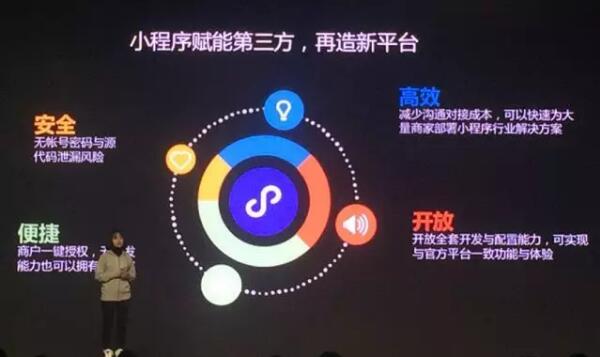 小程序赋能第三方，再造新平台
安全
无帐号密码与源
代码泄漏风险
高效
减少沟通对接成本，可以快速为大
量商家部署小程序行业解决方案
便捷
商户一键授权，无 发
能力也可以拥有
开放
开放全套开发与配置能力，可实现
与官方平台一致功能与体验